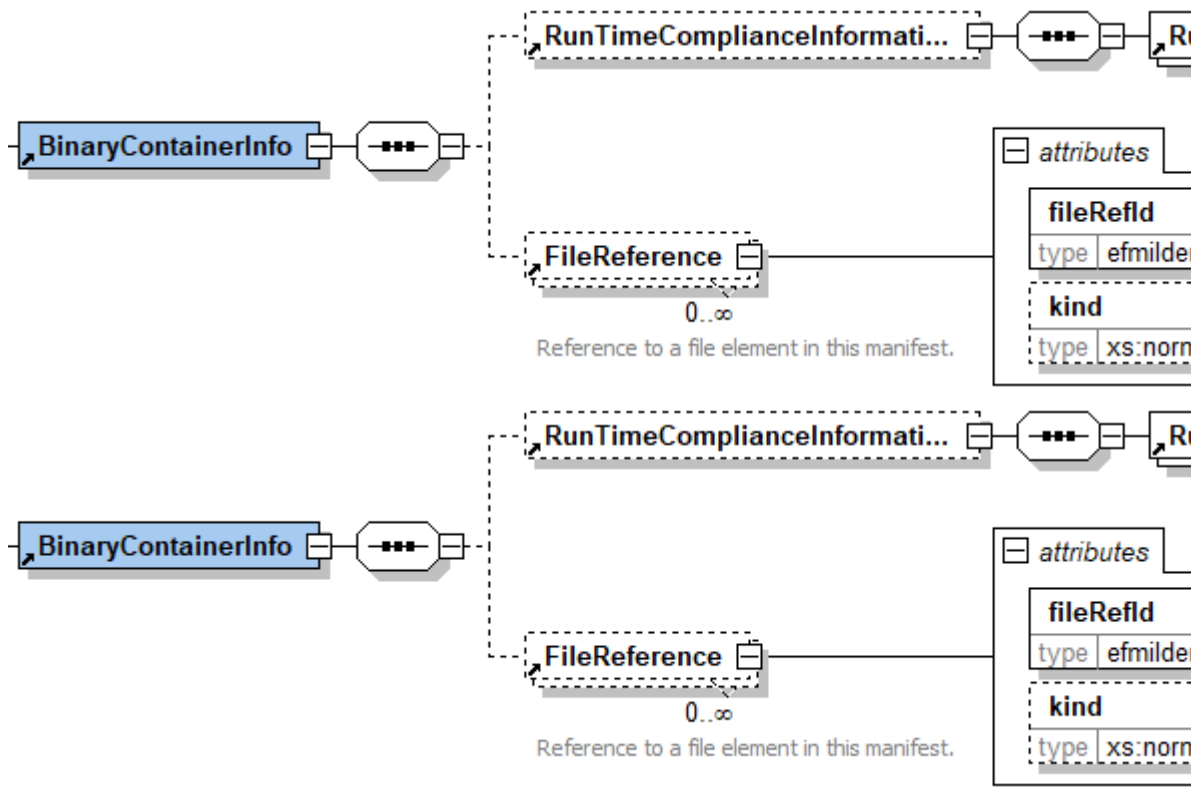 RunTimeComplianceInformati...
BinaryContainerInfo
attributes
fileRefId
type
FileReference
kind
0..∞
type
Reference to a file element in this manifest.
RunTimeComplianceInformati...
BinaryContainerInfo
attributes
fileRefId
type
FileReference
kind
0..∞
type
Reference to a file element in this manifest.